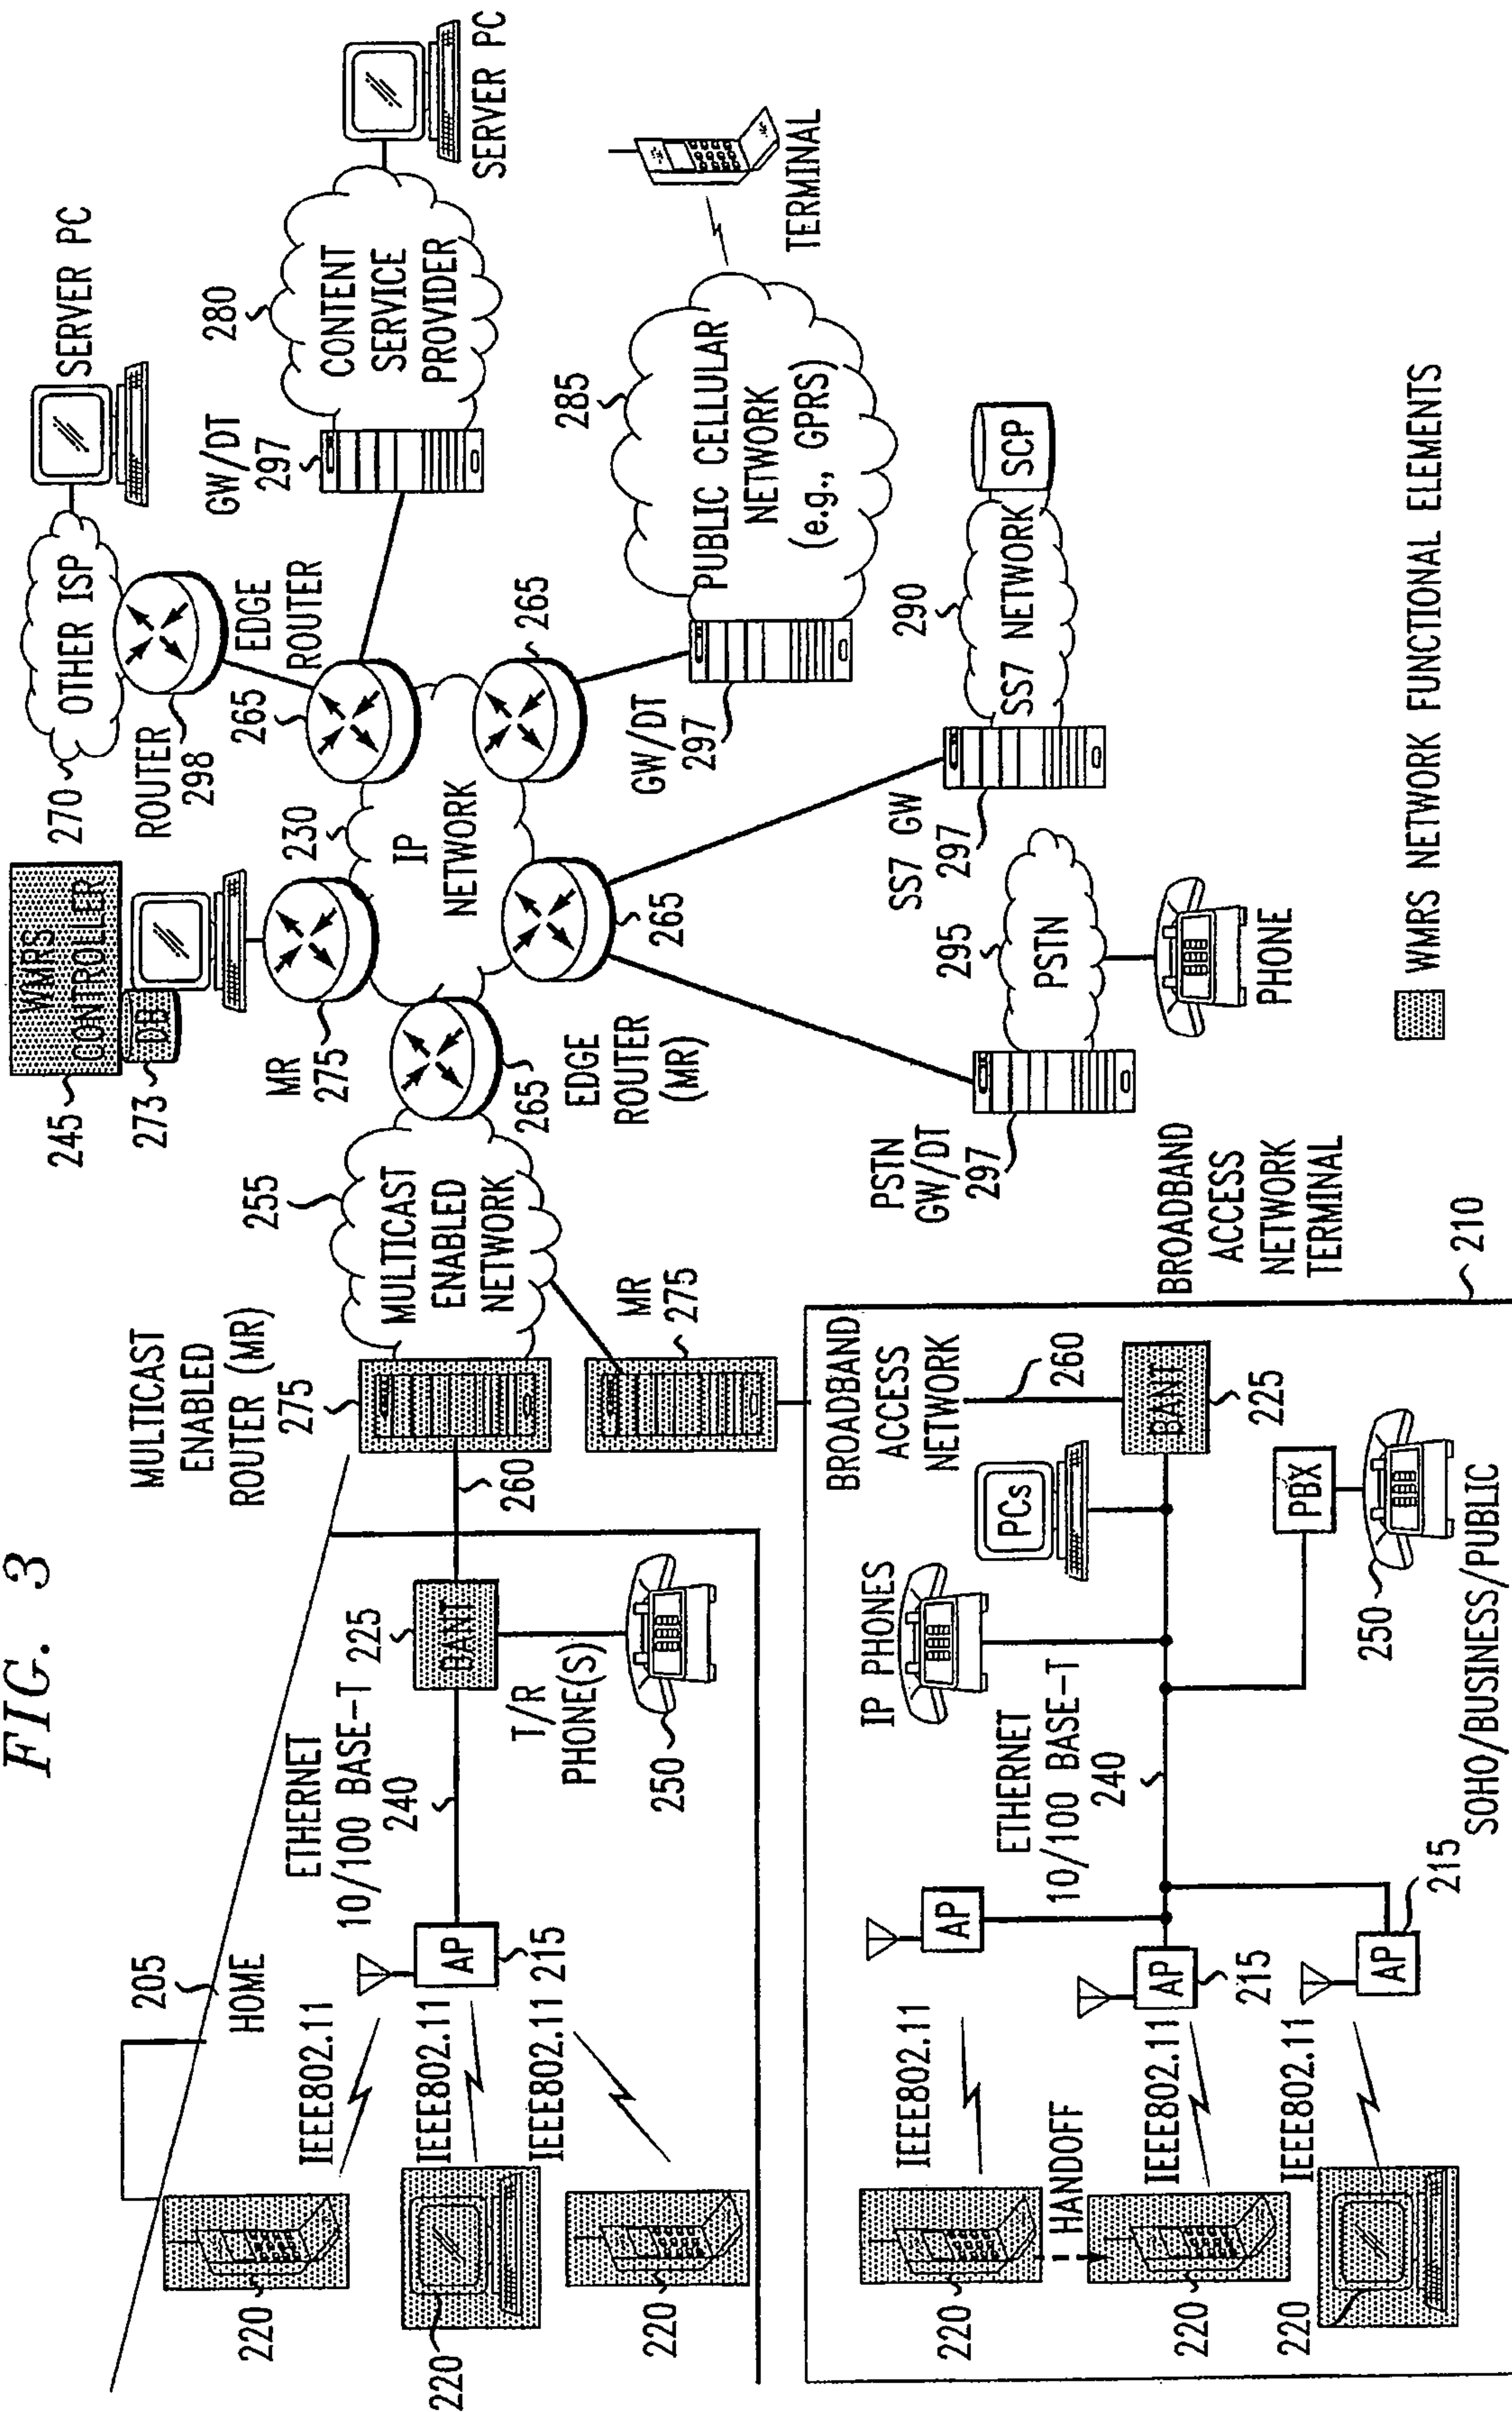 FIG. 3
205
HOME
220
220
220
IEEE802.11
IEEE802.11
IEEE802.11
AP
215
ETHERNET
10/100 BASE-T
240
BANT
225
T/R
PHONE(S)
250
260
MULTICAST
ENABLED
ROUTER (MR)
275
MR
275
255
MULTICAST
ENABLED
NETWORK
265
EDGE
ROUTER
(MR)
245
WMRS
CONTROLLER
273
DB
MR
275
230
IP
NETWORK
270
OTHER ISP
SERVER PC
ROUTER
298
EDGE
ROUTER
265
GW/DT
297
280
CONTENT
SERVICE
PROVIDER
SERVER PC
265
GW/DT
297
285
PUBLIC CELLULAR
NETWORK
(e.g., GPRS)
TERMINAL
265
SS7 GW
297
290
SS7 NETWORK
SCP
PSTN
GW/DT
297
295
PSTN
PHONE
BROADBAND
ACCESS
NETWORK
TERMINAL
210
BROADBAND
ACCESS
NETWORK
260
BANT
225
PCs
IP PHONES
PBX
250
ETHERNET
10/100 BASE-T
240
AP
AP
215
AP
215
IEEE802.11
IEEE802.11
IEEE802.11
HANDOFF
220
220
220
SOHO/BUSINESS/PUBLIC
WMRS NETWORK FUNCTIONAL ELEMENTS